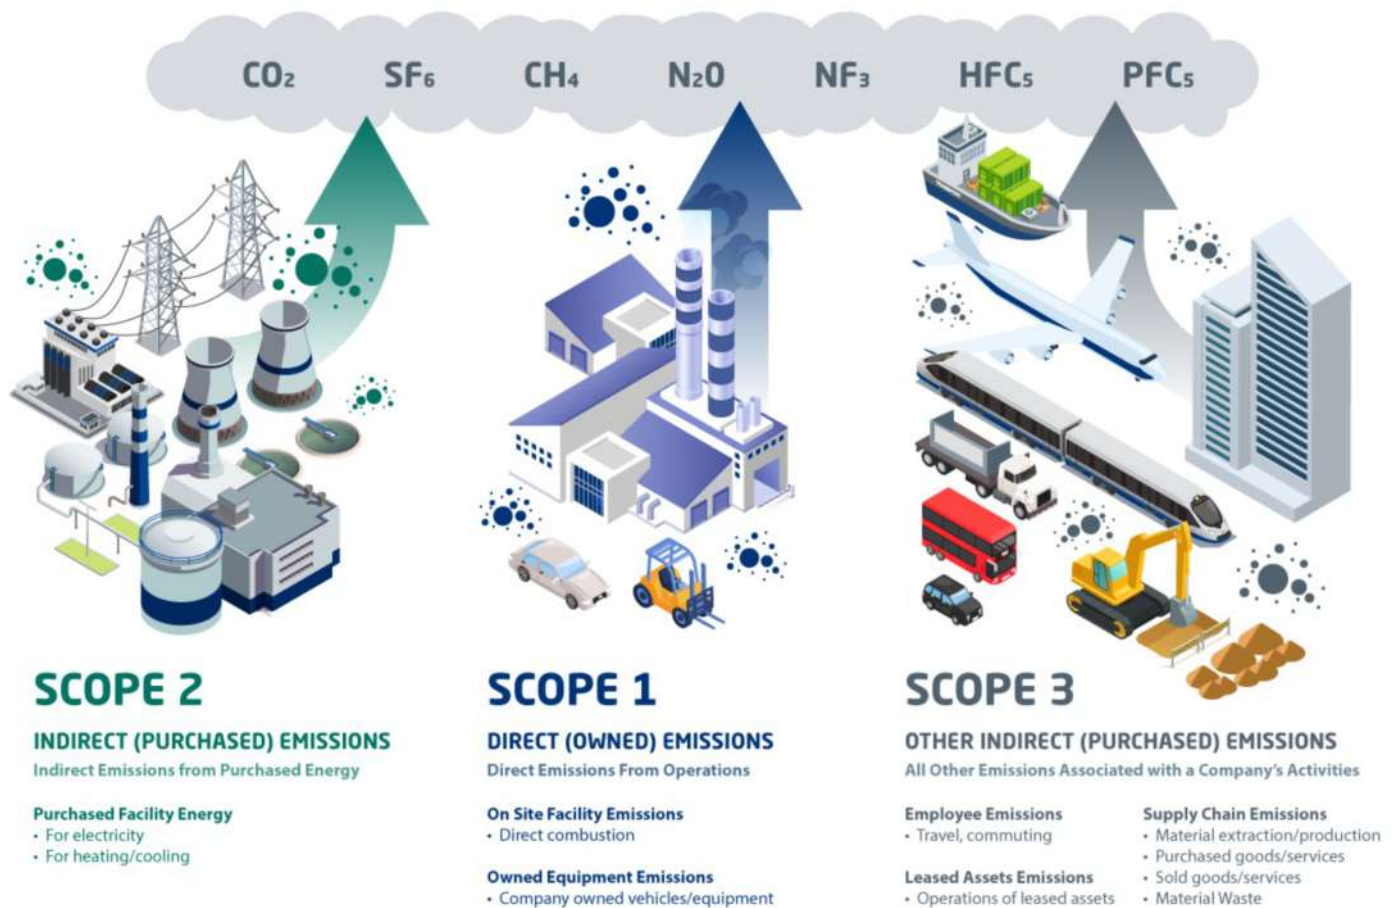 CO₂ SF₆ CH₄ N₂O NF₃ HFC₅ PFC₅
SCOPE 2
INDIRECT (PURCHASED) EMISSIONS
Indirect Emissions from Purchased Energy
Purchased Facility Energy
• For electricity
• For heating/cooling
SCOPE 1
DIRECT (OWNED) EMISSIONS
Direct Emissions From Operations
On Site Facility Emissions
• Direct combustion
Owned Equipment Emissions
• Company owned vehicles/equipment
SCOPE 3
OTHER INDIRECT (PURCHASED) EMISSIONS
All Other Emissions Associated with a Company's Activities
Employee Emissions
• Travel, commuting
Leased Assets Emissions
• Operations of leased assets
Supply Chain Emissions
• Material extraction/production
• Purchased goods/services
• Sold goods/services
• Material Waste